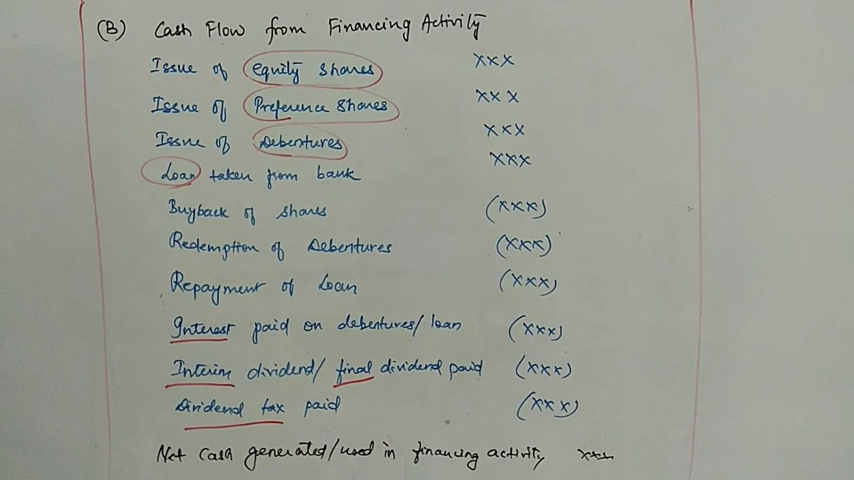 (B) Cash Flow from Financing Activity
Issue of equity shares xxx
Issue of Preference Shares xxx
Issue of Debentures xxx
Loan taken from bank xxx
Buyback of shares (xxx)
Redemption of Debentures (xxx)
Repayment of Loan (xxx)
Interest paid on debentures/loan (xxx)
Interim dividend/final dividend paid (xxx)
Dividend tax paid (xxx)
Net cash generated/used in financing activity xxx